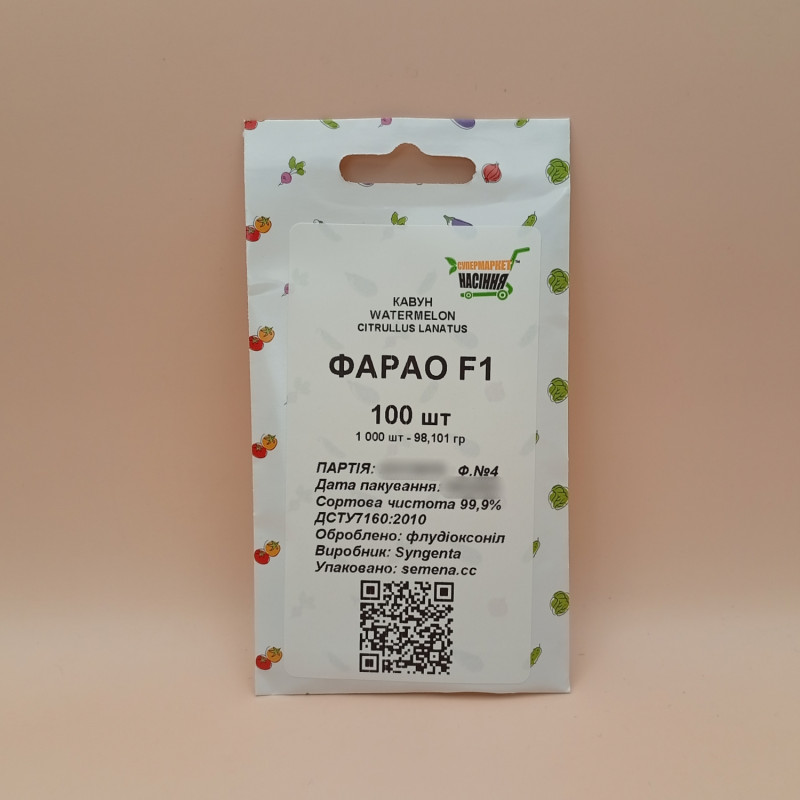 СУПЕРМАРКЕТ™
НАСІННЯ
КАВУН
WATERMELON
CITRULLUS LANATUS
ФАРАО F1
100 шт
1 000 шт - 98,101 гр
ПАРТІЯ: Ф.№4
Дата пакування:
Сортова чистота 99,9%
ДСТУ7160:2010
Оброблено: флудіоксоніл
Виробник: Syngenta
Упаковано: semena.cc